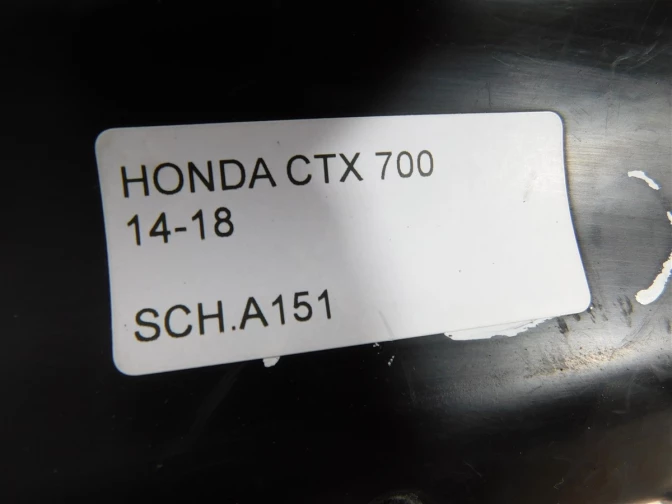 HONDA CTX 700
14-18
SCH.A151